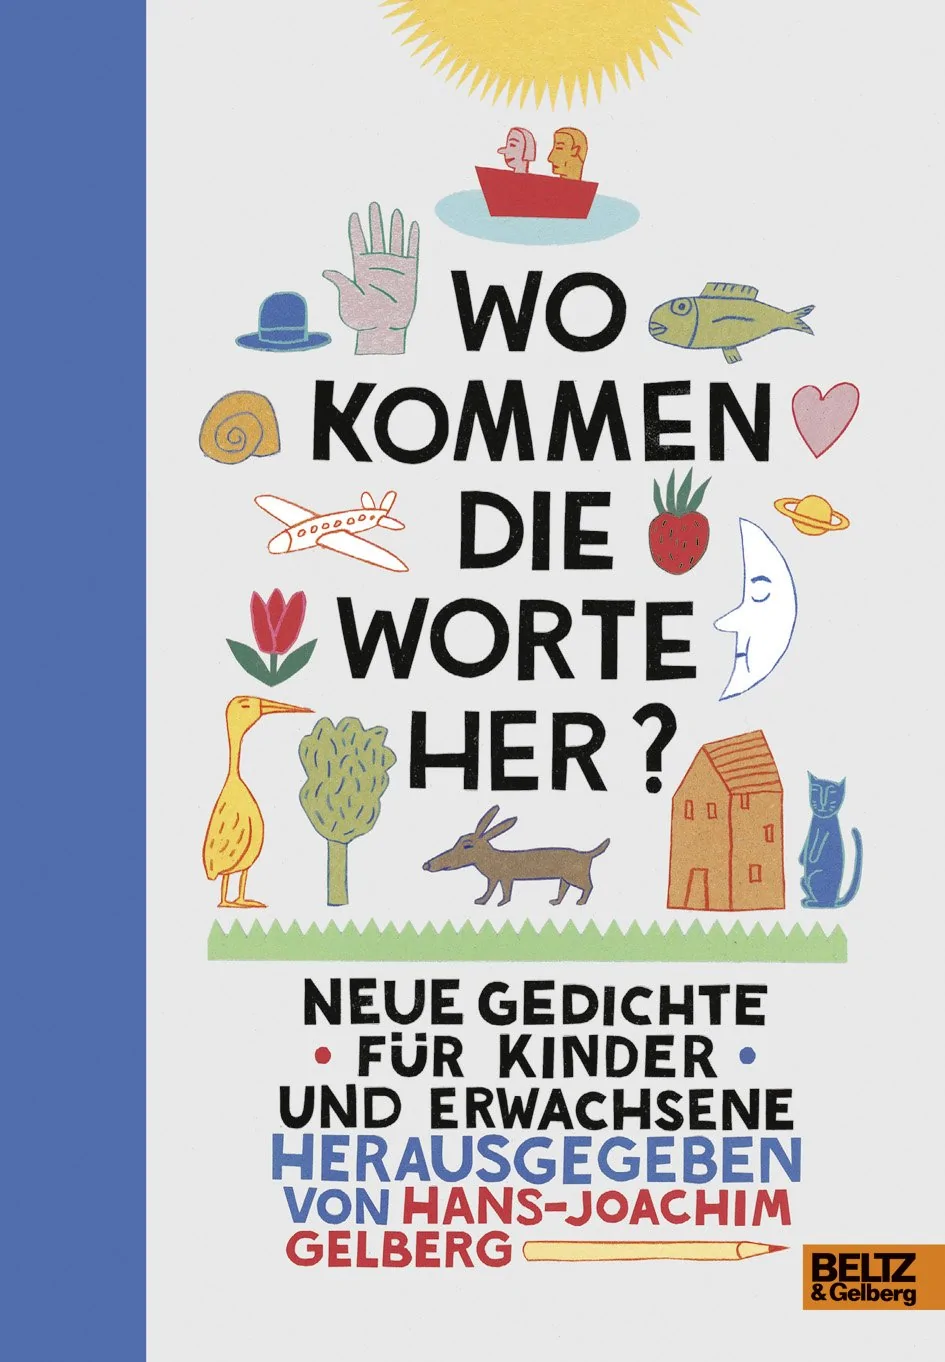 WO
KOMMEN
DIE
WORTE
HER?
NEUE GEDICHTE
• FÜR KINDER •
UND ERWACHSENE
HERAUSGEGEBEN
VON HANS-JOACHIM
GELBERG
BELTZ
& Gelberg